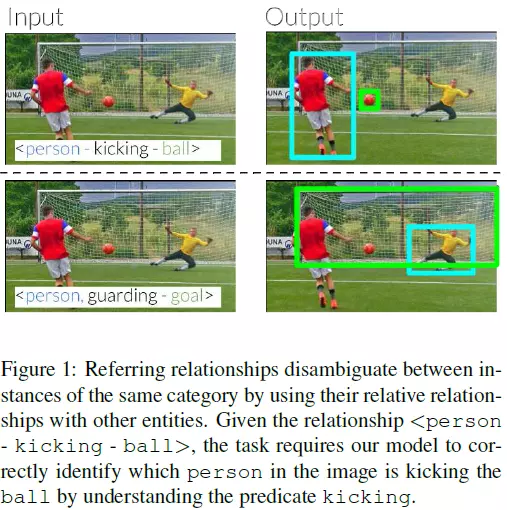 Input
Output
OUNA
<person - kicking - ball>
OUNA
<person, guarding - goal>
Figure 1: Referring relationships disambiguate between in-
stances of the same category by using their relative relation-
ships with other entities. Given the relationship <person
- kicking - ball>, the task requires our model to cor-
rectly identify which person in the image is kicking the
ball by understanding the predicate kicking.